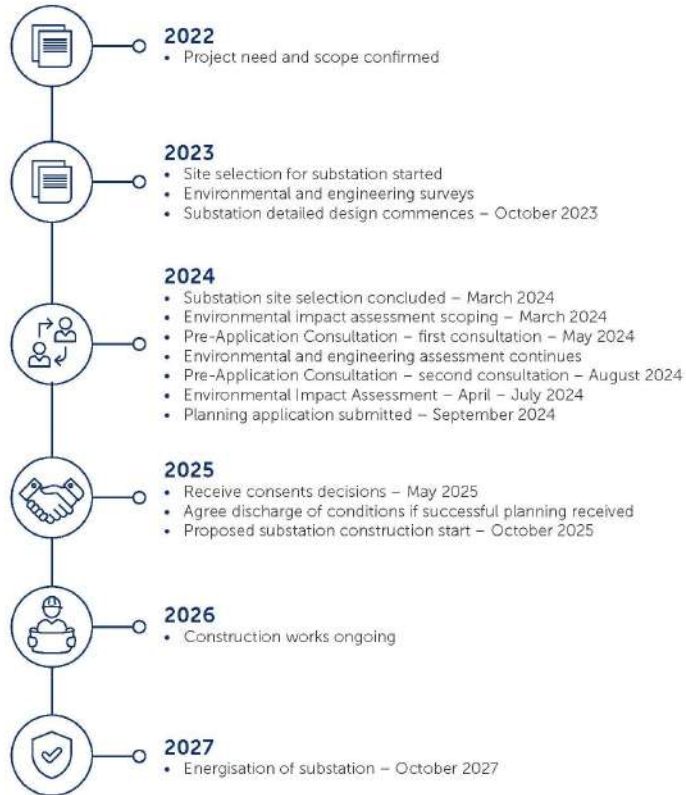 2022
• Project need and scope confirmed
2023
• Site selection for substation started
• Environmental and engineering surveys
• Substation detailed design commences – October 2023
2024
• Substation site selection concluded – March 2024
• Environmental impact assessment scoping – March 2024
• Pre-Application Consultation – first consultation – May 2024
• Environmental and engineering assessment continues
• Pre-Application Consultation – second consultation – August 2024
• Environmental Impact Assessment – April – July 2024
• Planning application submitted – September 2024
2025
• Receive consents decisions – May 2025
• Agree discharge of conditions if successful planning received
• Proposed substation construction start – October 2025
2026
• Construction works ongoing
2027
• Energisation of substation – October 2027